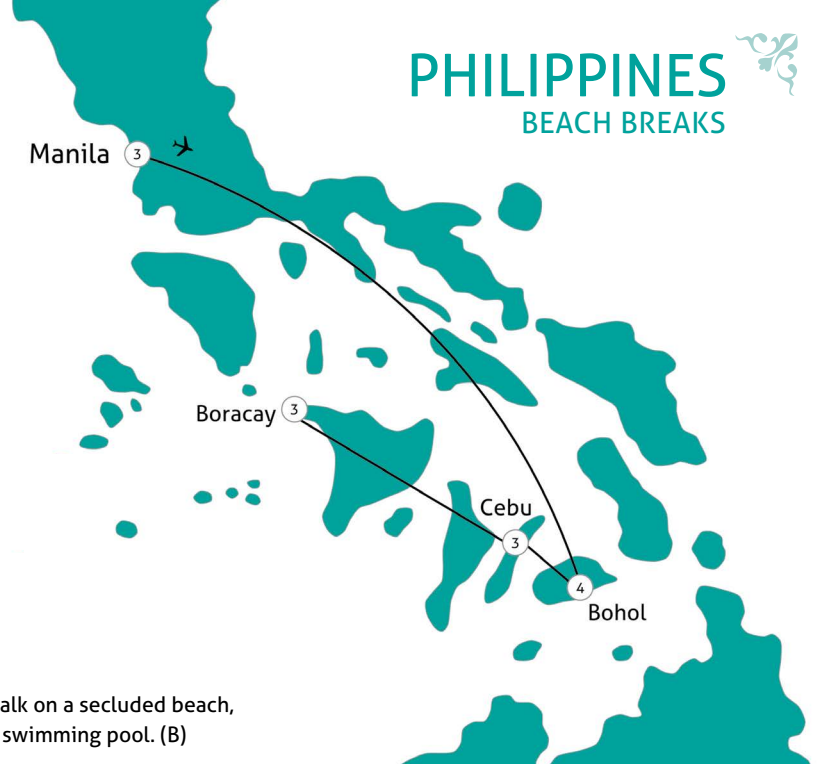 PHILIPPINES
BEACH BREAKS
Manila 3
Boracay 3
Cebu
3
4
Bohol
alk on a secluded beach,
swimming pool. (B)